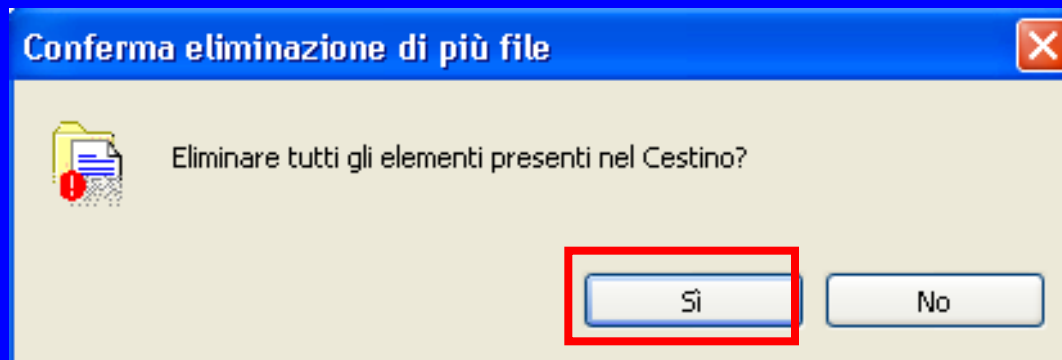 Conferma eliminazione di più file
Eliminare tutti gli elementi presenti nel Cestino?
Sì
No